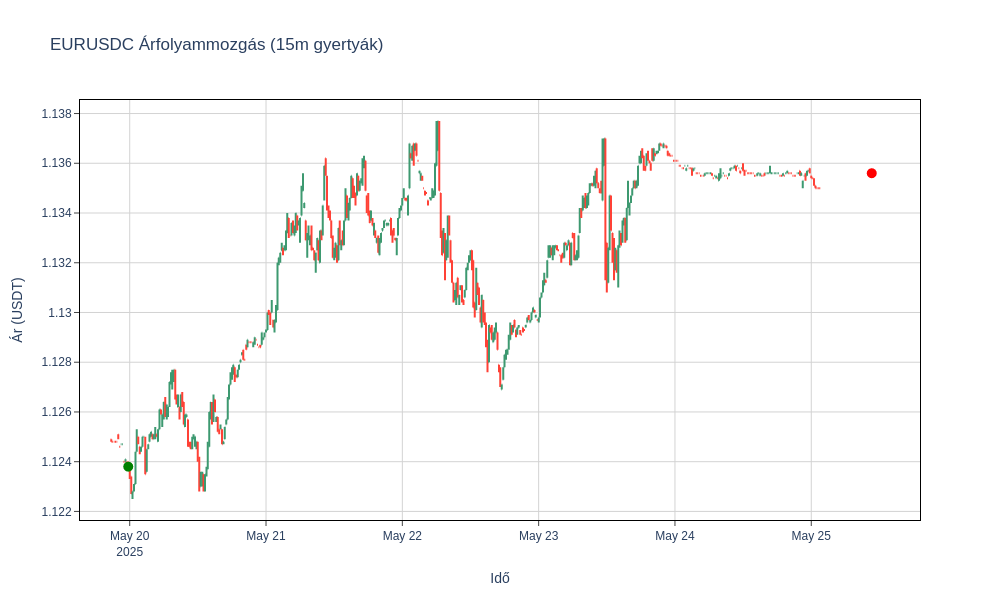 EURUSDC Árfolyammozgás (15m gyertyák)
1.138
1.136
1.134
1.132
1.13
1.128
1.126
1.124
1.122
Ár (USDT)
May 20
2025
May 21
May 22
May 23
May 24
May 25
Idő